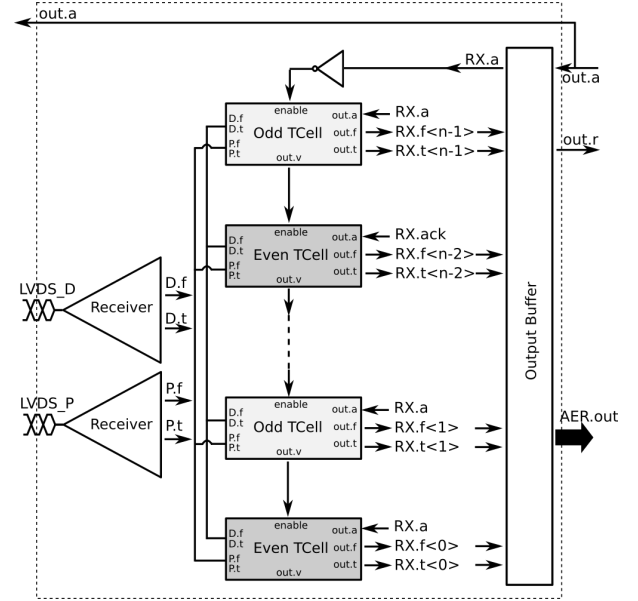 out.a
RX.a
out.a
out.r
enable
D.f
D.t
P.f
P.t
Odd TCell
out.a
out.f
out.t
out.v
RX.a
RX.f<n-1>
RX.t<n-1>
enable
D.f
D.t
P.f
P.t
Even TCell
out.a
out.f
out.t
out.v
RX.ack
RX.f<n-2>
RX.t<n-2>
LVDS_D
Receiver
D.f
D.t
LVDS_P
Receiver
P.f
P.t
Output Buffer
AER.out
enable
D.f
D.t
P.f
P.t
Odd TCell
out.a
out.f
out.t
out.v
RX.a
RX.f<1>
RX.t<1>
enable
D.f
D.t
P.f
P.t
Even TCell
out.a
out.f
out.t
out.v
RX.a
RX.f<0>
RX.t<0>